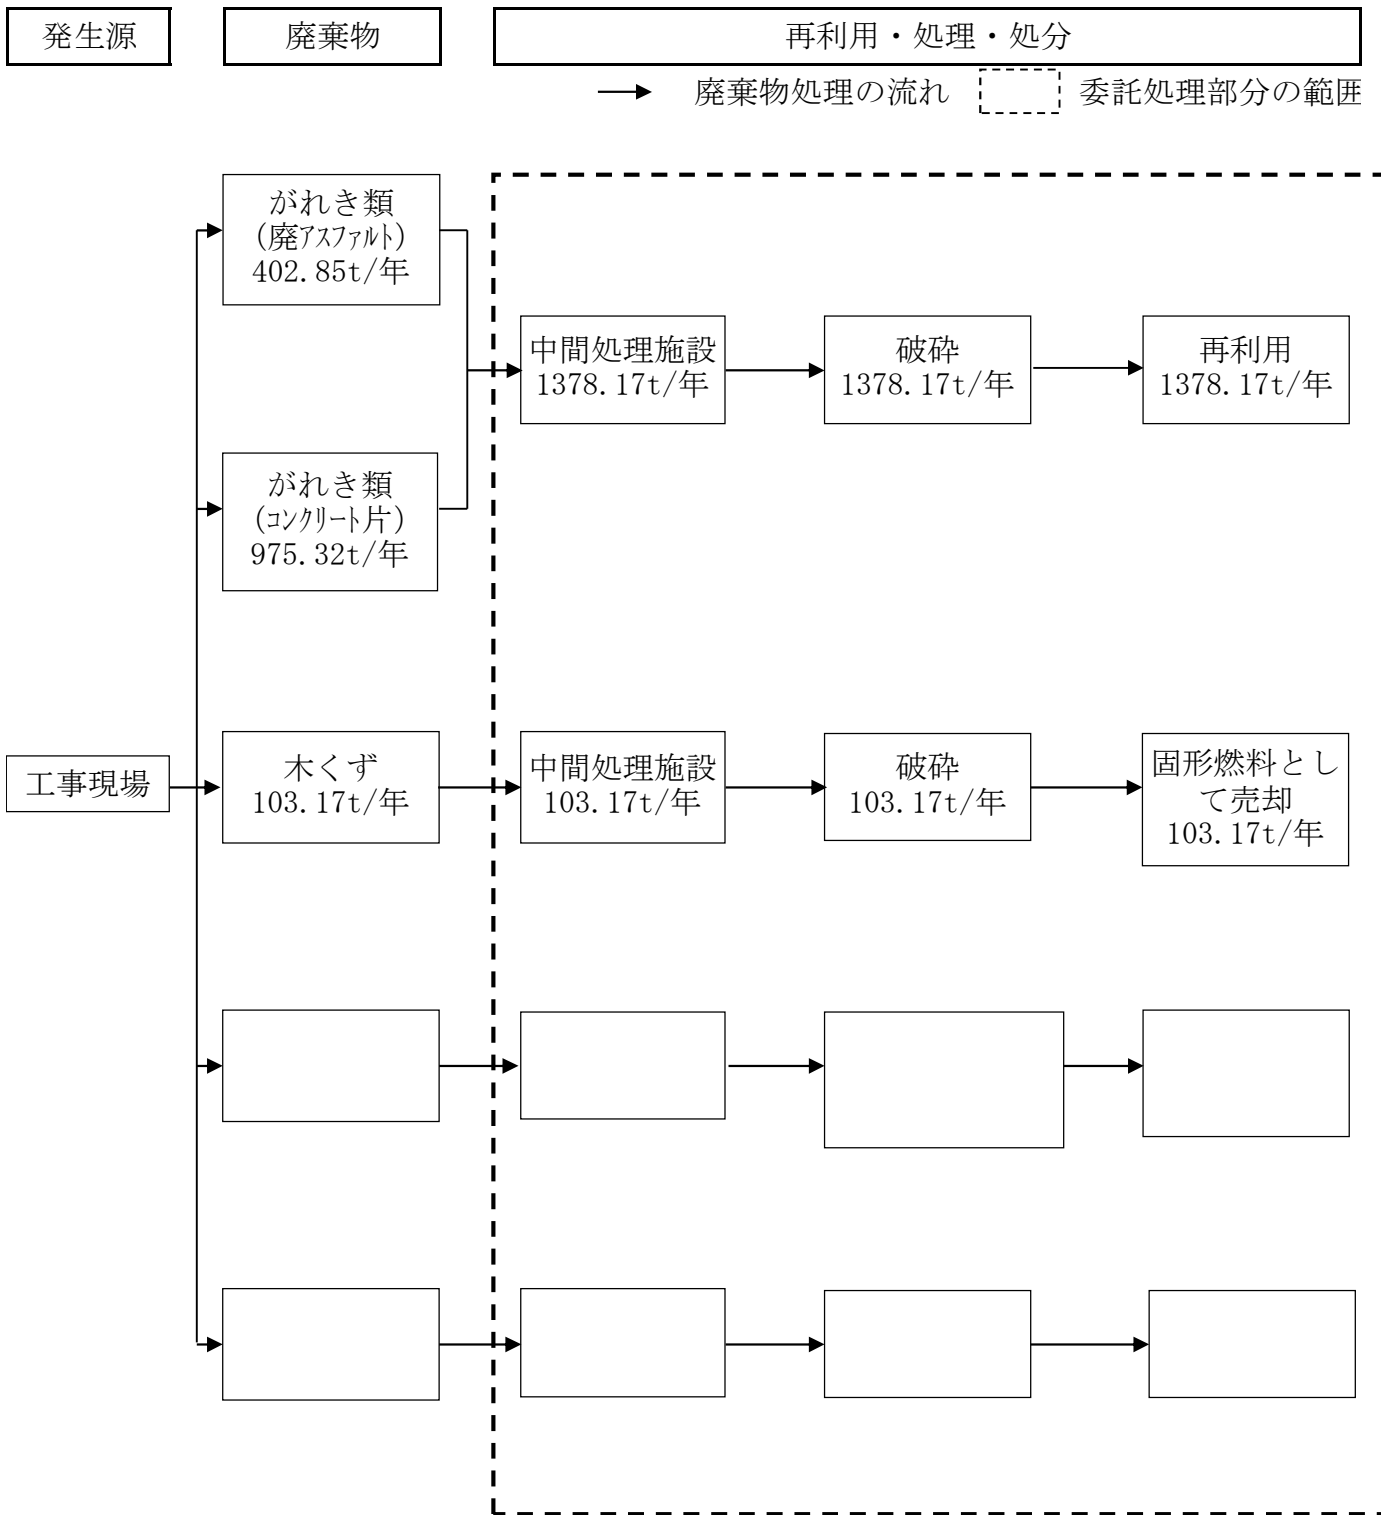 発生源
廃棄物
再利用・処理・処分
廃棄物処理の流れ
委託処理部分の範囲
がれき類
(廃ｱｽﾌｧﾙﾄ)
402.85t/年
中間処理施設
1378.17t/年
破砕
1378.17t/年
再利用
1378.17t/年
がれき類
(ｺﾝｸﾘｰﾄ片)
975.32t/年
工事現場
木くず
103.17t/年
中間処理施設
103.17t/年
破砕
103.17t/年
固形燃料とし
て売却
103.17t/年